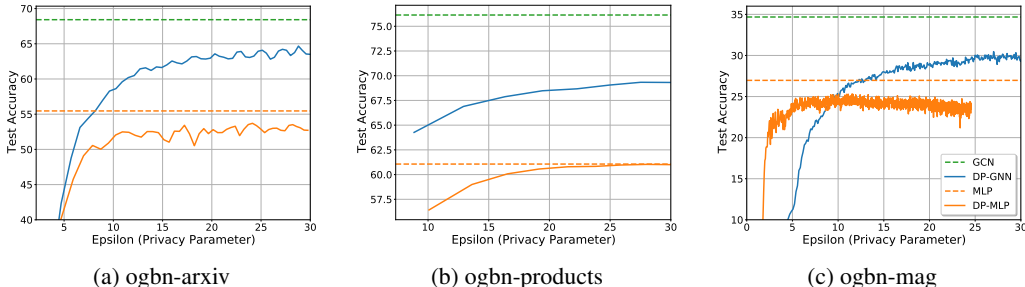 70
65
60
55
50
45
40
Test Accuracy
5 10 15 20 25 30
Epsilon (Privacy Parameter)
(a) ogbn-arxiv
75.0
72.5
70.0
67.5
65.0
62.5
60.0
57.5
Test Accuracy
10 15 20 25 30
Epsilon (Privacy Parameter)
(b) ogbn-products
35
30
25
20
15
10
Test Accuracy
0 5 10 15 20 25 30
Epsilon (Privacy Parameter)
GCN
DP-GNN
MLP
DP-MLP
(c) ogbn-mag